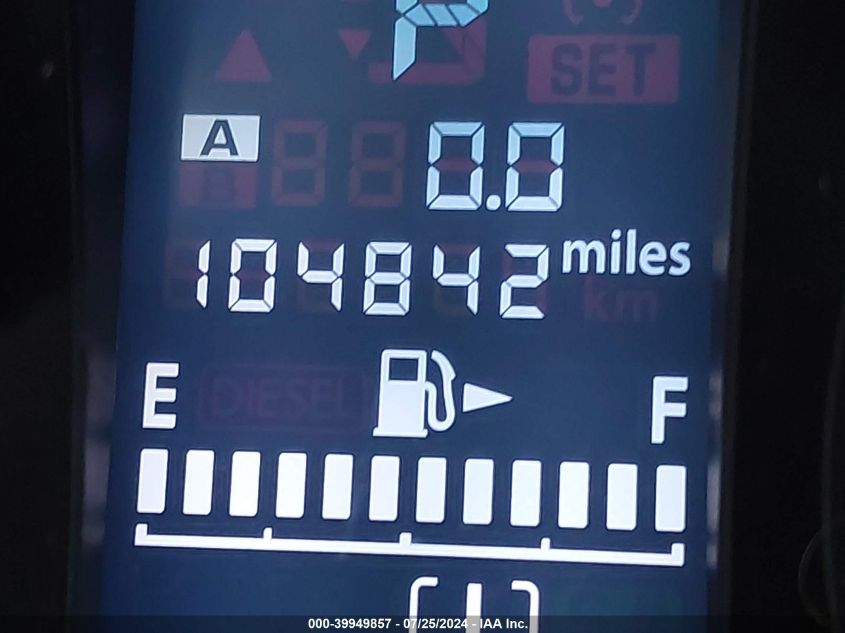 P
SET
A 0.0
104842 miles
km
DIESEL
E F
000-39949857 - 07/25/2024 - IAA Inc.